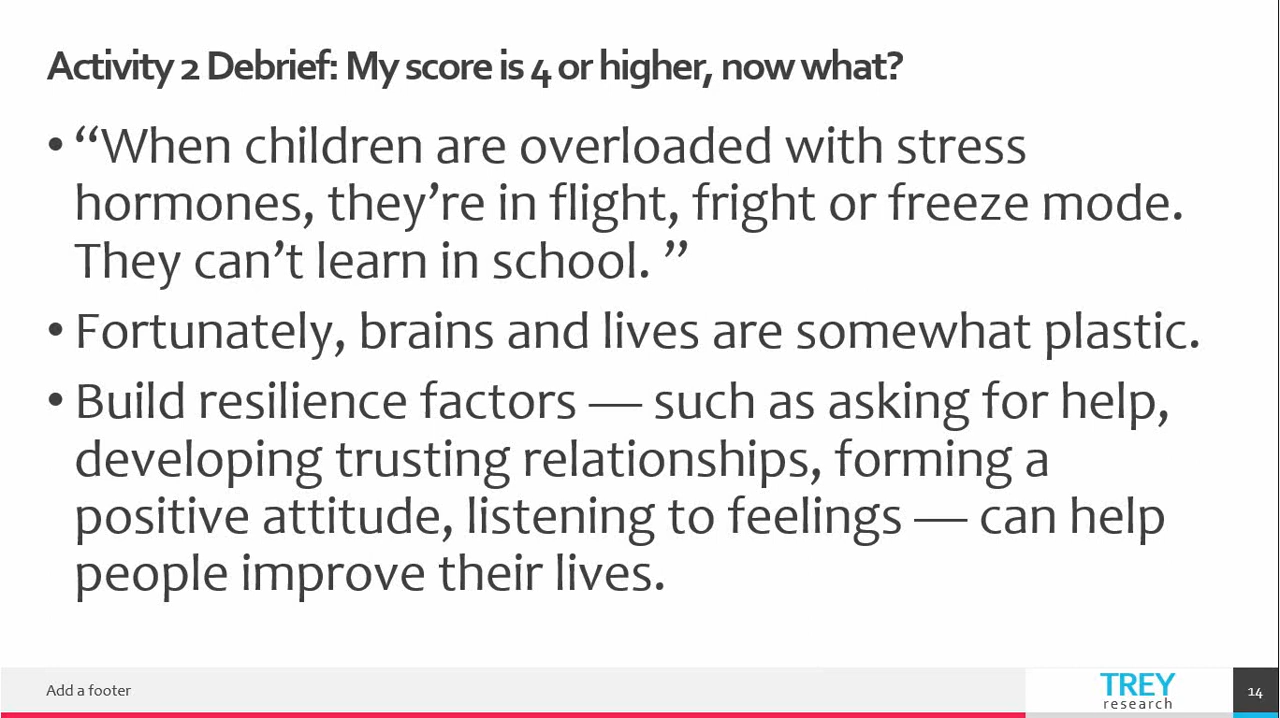 Activity 2 Debrief: My score is 4 or higher, now what?
• “When children are overloaded with stress
hormones, they’re in flight, fright or freeze mode.
They can’t learn in school. ”
• Fortunately, brains and lives are somewhat plastic.
• Build resilience factors — such as asking for help,
developing trusting relationships, forming a
positive attitude, listening to feelings — can help
people improve their lives.
Add a footer
TREY
research
14